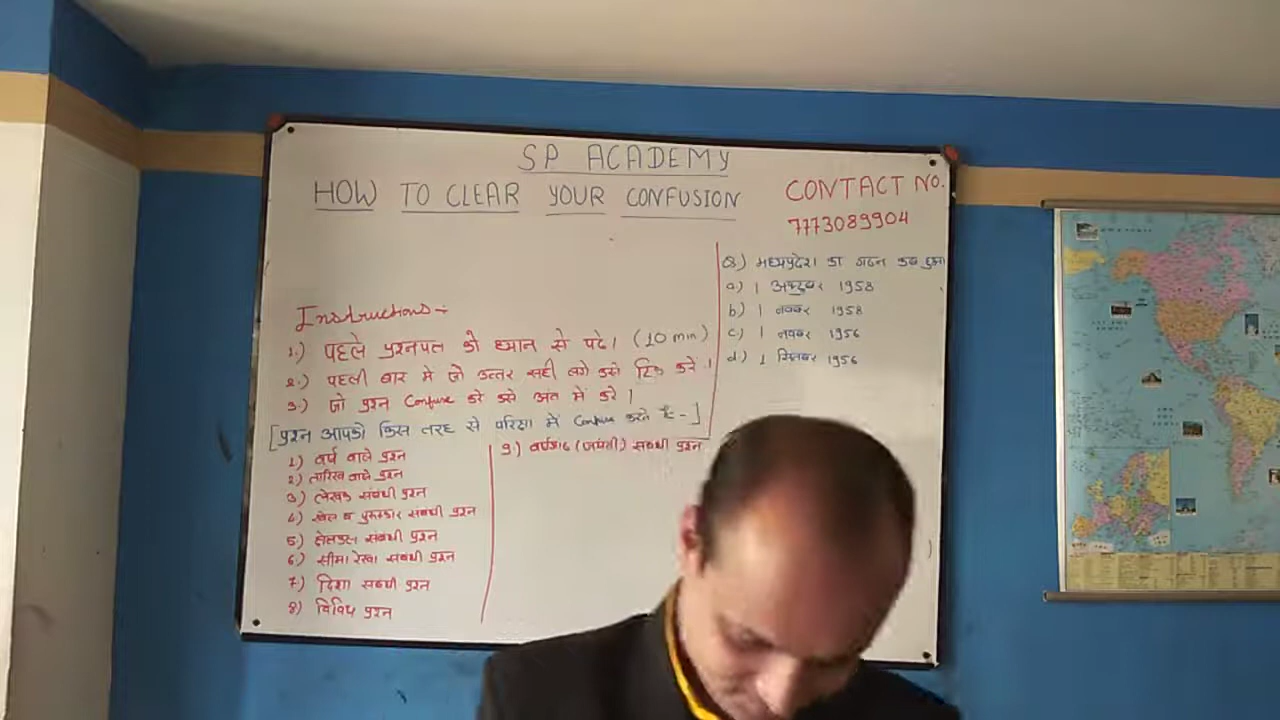 SP ACADEMY
HOW TO CLEAR YOUR CONFUSION
CONTACT NO.
7773089904
Instructions :-
1.) पहले प्रश्नपत्र को ध्यान से पढे। (10 min)
2.) पहली बार मे जो उत्तर सही लगे उसे टिक करे।
3.) जो प्रश्न Confuse करे उसे अंत में करे।
[प्रश्न आपको किस तरह से परिक्षा में Confuse करते है -]
1) वर्ष वाले प्रश्न
2) तारिख वाले प्रश्न
3) लेखक संबंधी प्रश्न
4) खेल व पुरुस्कार संबंधी प्रश्न
5) क्षेत्रफल संबंधी प्रश्न
6.) सीमा रेखा संबंधी प्रश्न
7.) दिशा संबंधी प्रश्न
8) विविध प्रश्न
9.) वर्षगाठ (जयंती) संबंधी प्रश्न
Q.) मध्यप्रदेश का गठन कब हुआ
a.) 1 अक्टूबर 1958
b) 1 नवंबर 1958
c) 1 नवंबर 1956
d.) 1 सितंबर 1956